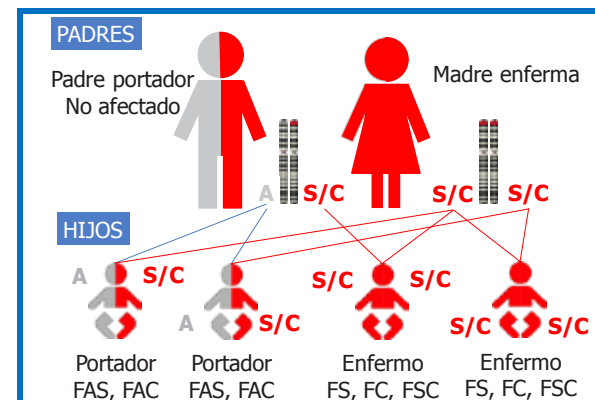 PADRES
Padre portador
No afectado
Madre enferma
A S/C S/C S/C
HIJOS
A S/C S/C S/C
A S/C S/C S/C
Portador Portador Enfermo Enfermo
FAS, FAC FAS, FAC FS, FC, FSC FS, FC, FSC